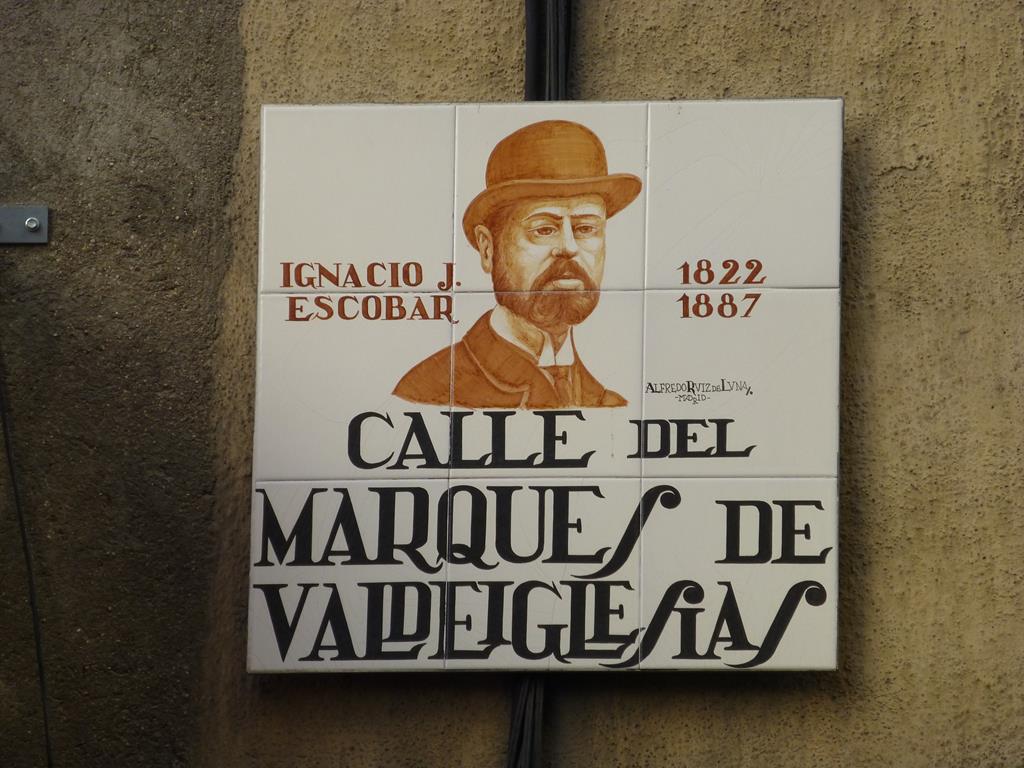 IGNACIO J.
ESCOBAR
1822
1887
ALFREDO RUIZ DE LUNA
-MADRID-
CALLE DEL
MARQUES DE
VALDEIGLESIAS